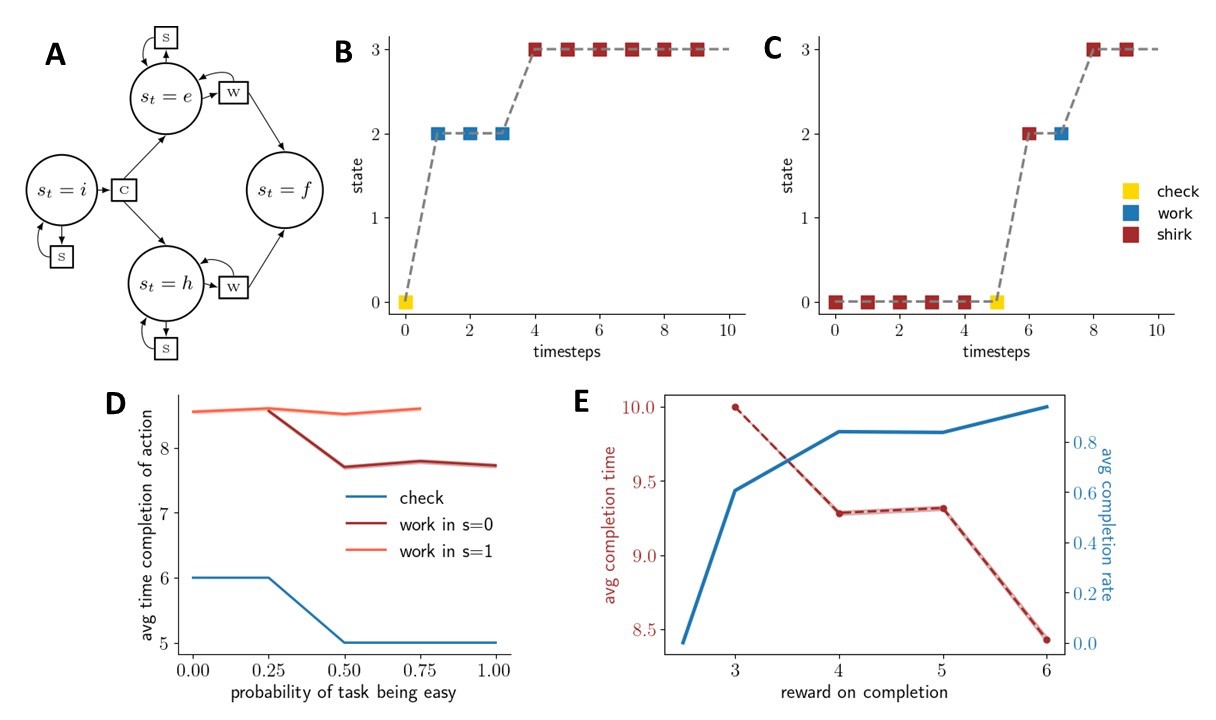 A
S
s_t = e
W
s_t = i
C
s_t = f
S
s_t = h
W
S
B
3
2
1
0
state
0 2 4 6 8 10
timesteps
C
3
2
1
0
state
check
work
shirk
0 2 4 6 8 10
timesteps
D
8
7
6
5
avg time completion of action
check
work in s=0
work in s=1
0.00 0.25 0.50 0.75 1.00
probability of task being easy
E
10.0
9.5
9.0
8.5
avg completion time
0.8
0.6
0.4
0.2
0.0
avg completion rate
3 4 5 6
reward on completion